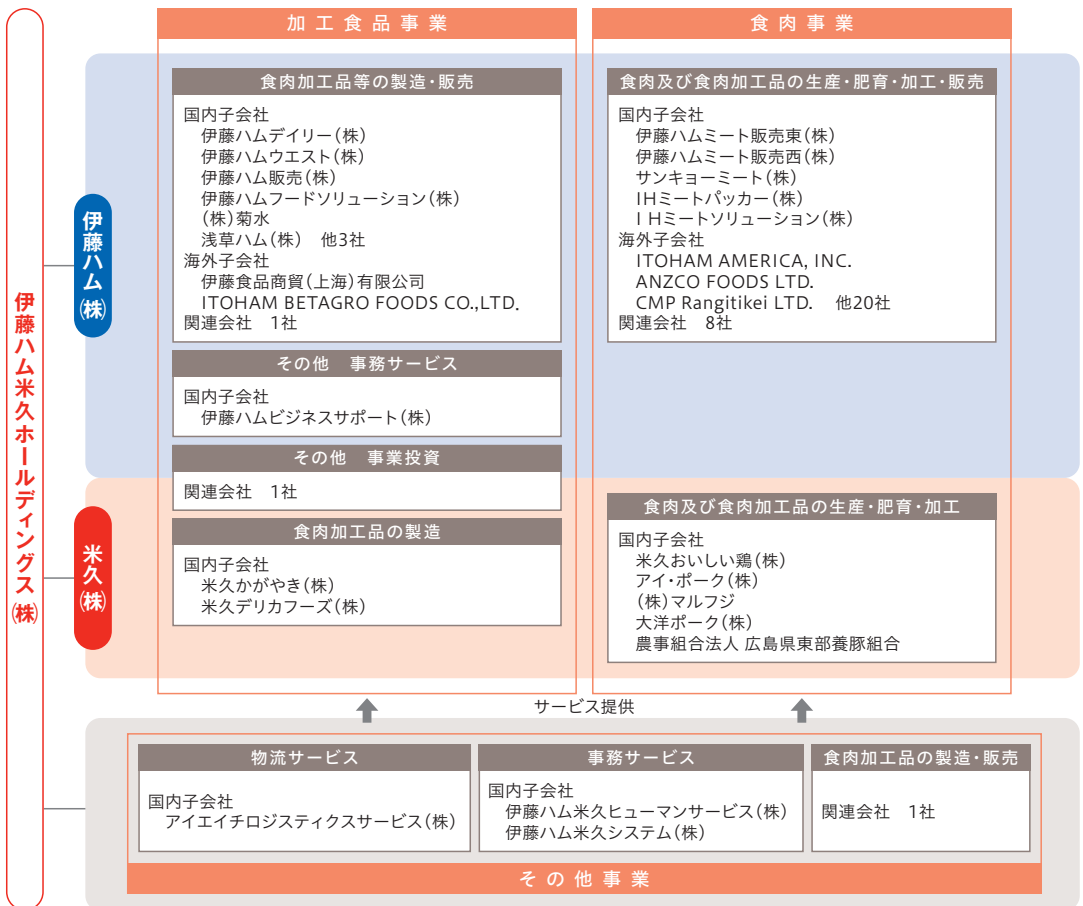 伊藤ハム米久ホールディングス(株)
加工食品事業
食肉事業
伊藤ハム(株)
食肉加工品等の製造・販売
国内子会社
伊藤ハムデイリー(株)
伊藤ハムウエスト(株)
伊藤ハム販売(株)
伊藤ハムフードソリューション(株)
(株)菊水
浅草ハム(株) 他3社
海外子会社
伊藤食品商貿(上海)有限公司
ITOHAM BETAGRO FOODS CO.,LTD.
関連会社 1社
食肉及び食肉加工品の生産・肥育・加工・販売
国内子会社
伊藤ハムミート販売東(株)
伊藤ハムミート販売西(株)
サンキョーミート(株)
IHミートパッカー(株)
IHミートソリューション(株)
海外子会社
ITOHAM AMERICA, INC.
ANZCO FOODS LTD.
CMP Rangitikei LTD. 他20社
関連会社 8社
その他 事務サービス
国内子会社
伊藤ハムビジネスサポート(株)
その他 事業投資
関連会社 1社
米久(株)
食肉加工品の製造
国内子会社
米久かがやき(株)
米久デリカフーズ(株)
食肉及び食肉加工品の生産・肥育・加工
国内子会社
米久おいしい鶏(株)
アイ・ポーク(株)
(株)マルフジ
大洋ポーク(株)
農事組合法人 広島県東部養豚組合
サービス提供
物流サービス
国内子会社
アイエイチロジスティクスサービス(株)
事務サービス
国内子会社
伊藤ハム米久ヒューマンサービス(株)
伊藤ハム米久システム(株)
食肉加工品の製造・販売
関連会社 1社
その他事業